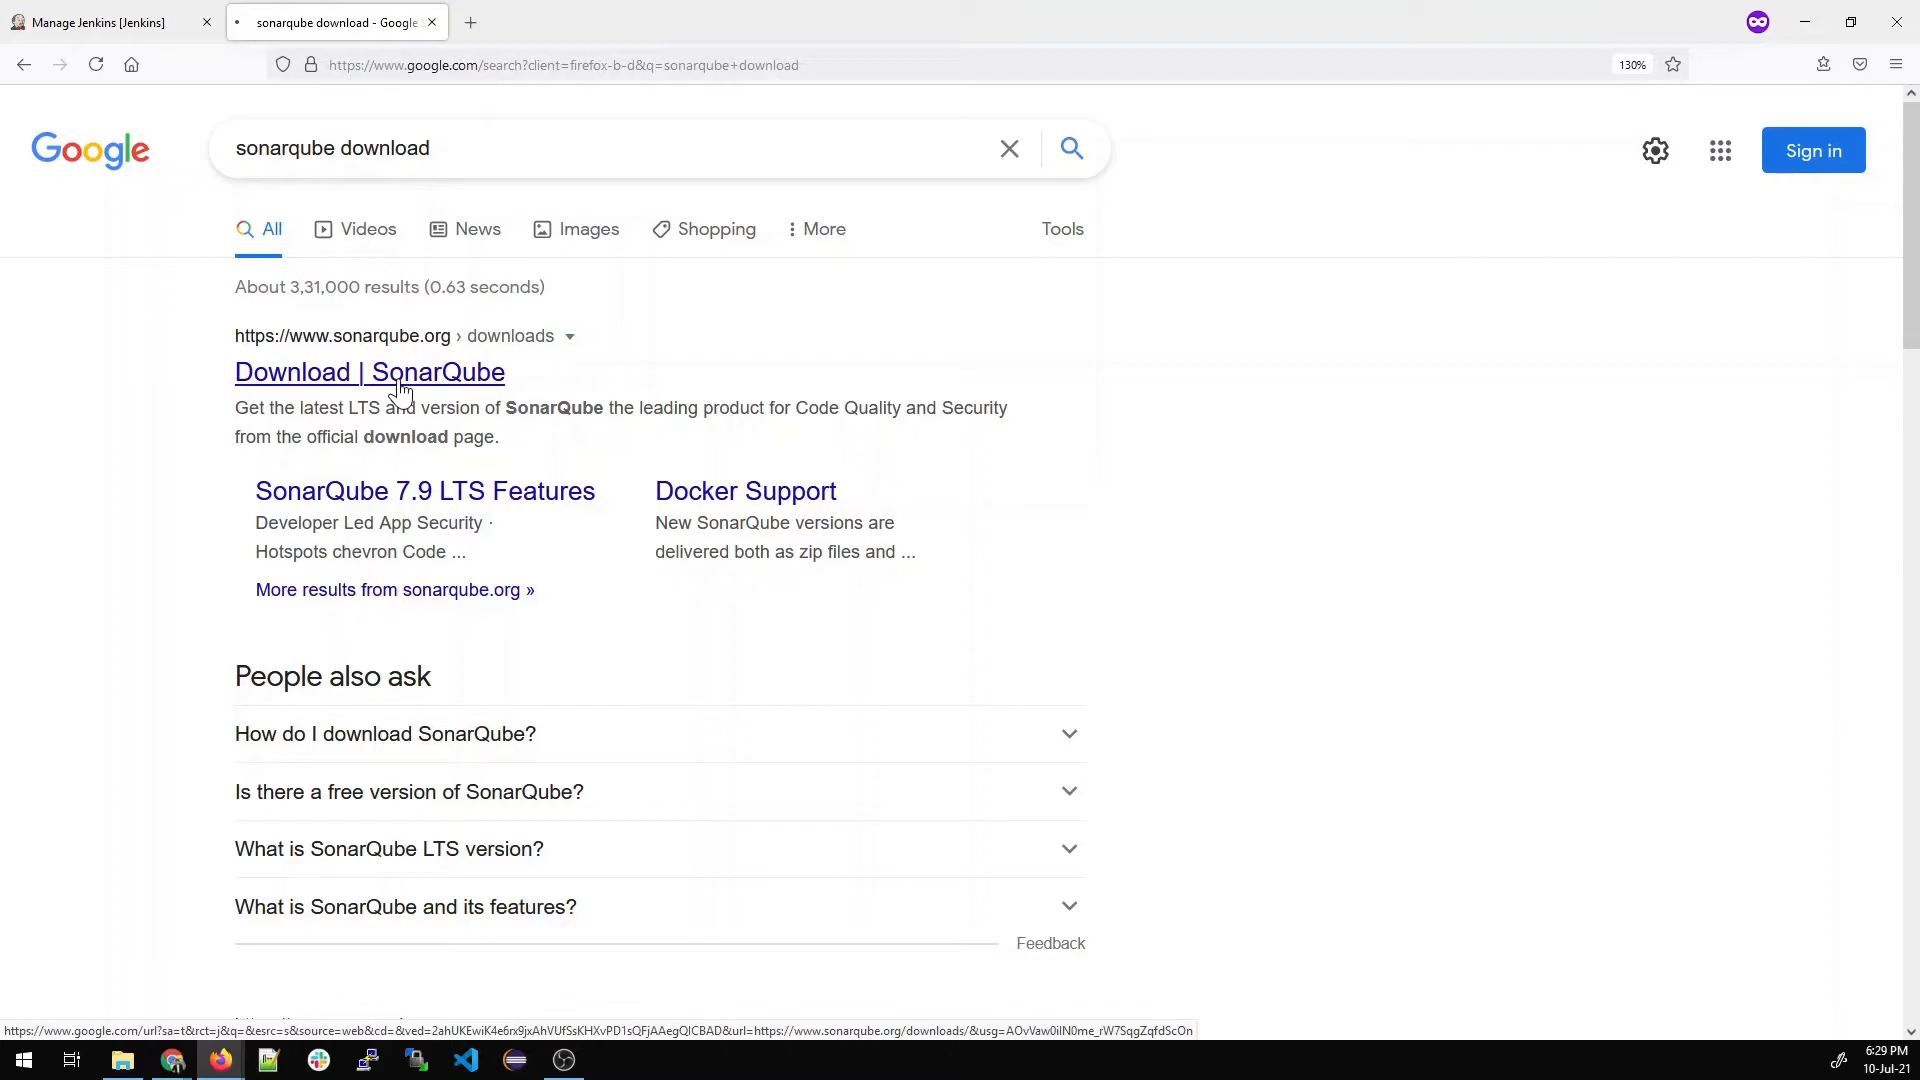 Manage Jenkins [Jenkins]
sonarqube download - Google S
https://www.google.com/search?client=firefox-b-d&q=sonarqube+download
130%
Google
sonarqube download
Sign in
All
Videos
News
Images
Shopping
More
Tools
About 3,31,000 results (0.63 seconds)
https://www.sonarqube.org › downloads
Download | SonarQube
Get the latest LTS and version of SonarQube the leading product for Code Quality and Security
from the official download page.
SonarQube 7.9 LTS Features
Developer Led App Security ·
Hotspots chevron Code ...
Docker Support
New SonarQube versions are
delivered both as zip files and ...
More results from sonarqube.org »
People also ask
How do I download SonarQube?
Is there a free version of SonarQube?
What is SonarQube LTS version?
What is SonarQube and its features?
Feedback
https://www.google.com/url?sa=t&rct=j&q=&esrc=s&source=web&cd=&ved=2ahUKEwiK4e6rx9jxAhVUfSsKHXvPD1sQFjAAegQICBAD&url=https://www.sonarqube.org/downloads/&usg=AOvVaw0ilN0me_rW7SqgZqfdScOn
6:29 PM
10-Jul-21